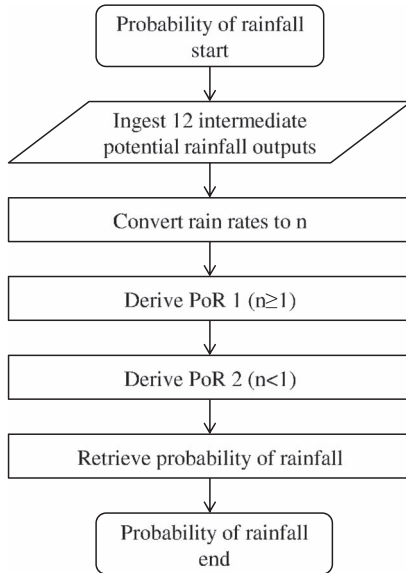 Probability of rainfall
start
Ingest 12 intermediate
potential rainfall outputs
Convert rain rates to n
Derive PoR 1 (n≥1)
Derive PoR 2 (n<1)
Retrieve probability of rainfall
Probability of rainfall
end